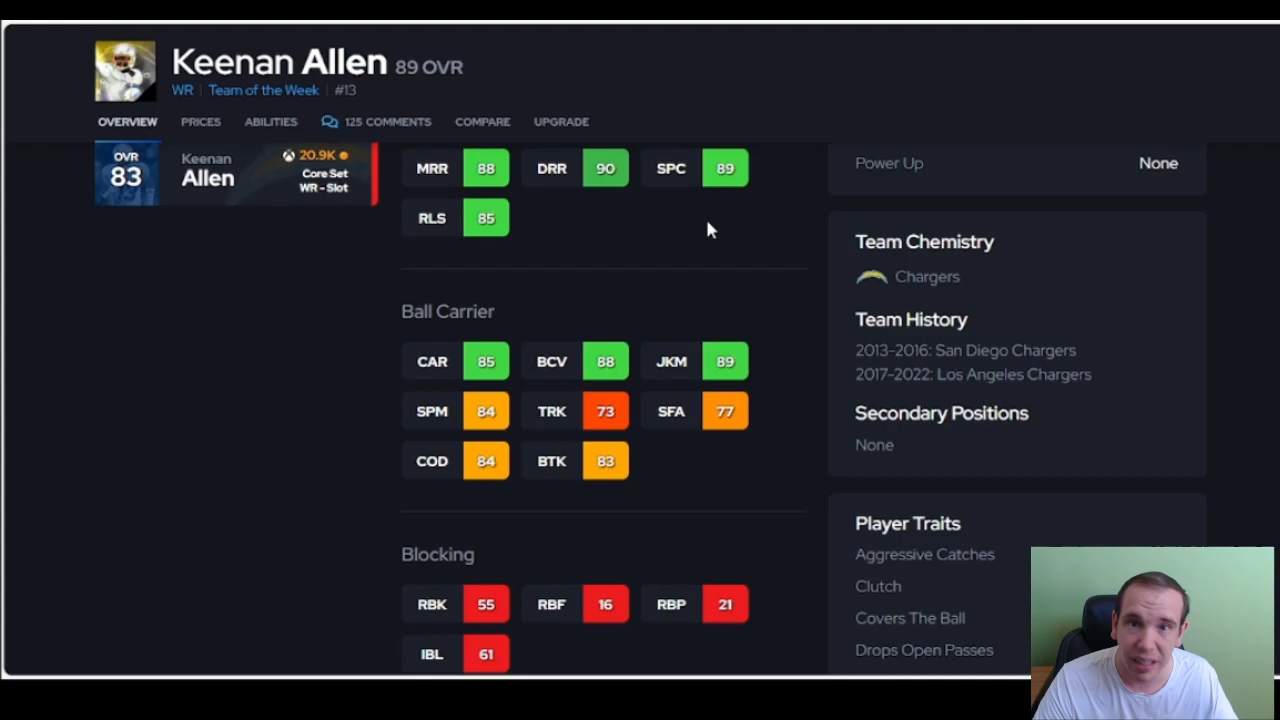 Keenan Allen 89 OVR
WR | Team of the Week | #13
OVERVIEW PRICES ABILITIES 125 COMMENTS COMPARE UPGRADE
OVR
83
Keenan
Allen
20.9K
Core Set
WR - Slot
MRR 88 DRR 90 SPC 89
RLS 85
Ball Carrier
CAR 85 BCV 88 JKM 89
SPM 84 TRK 73 SFA 77
COD 84 BTK 83
Blocking
RBK 55 RBF 16 RBP 21
IBL 61
Power Up None
Team Chemistry
Chargers
Team History
2013-2016: San Diego Chargers
2017-2022: Los Angeles Chargers
Secondary Positions
None
Player Traits
Aggressive Catches
Clutch
Covers The Ball
Drops Open Passes